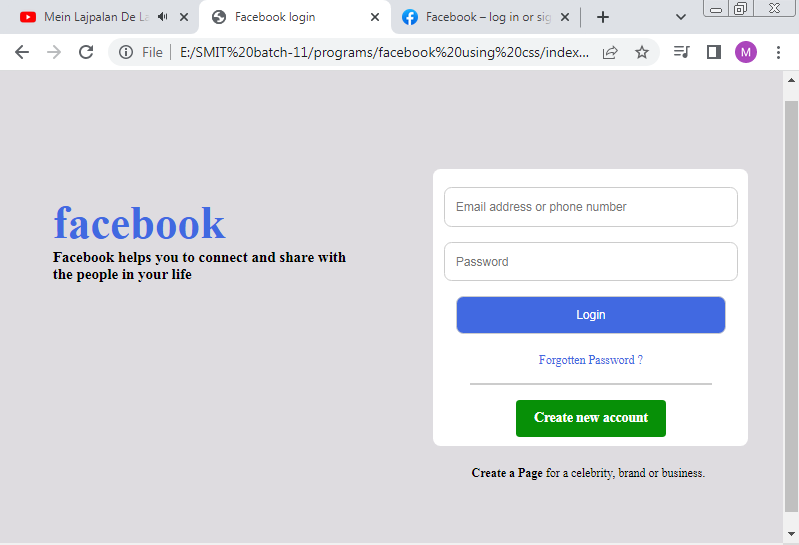 Mein Lajpalan De La
Facebook login
Facebook – log in or sig
File
E:/SMIT%20batch-11/programs/facebook%20using%20css/index...
M
facebook
Facebook helps you to connect and share with
the people in your life
Email address or phone number
Password
Login
Forgotten Password ?
Create new account
Create a Page for a celebrity, brand or business.